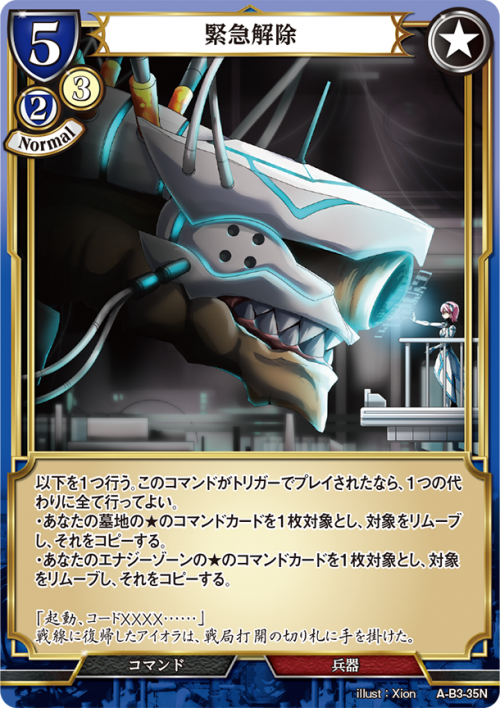 緊急解除
5
2
3
Normal
以下を1つ行う。このコマンドがトリガーでプレイされたなら、1つの代
わりに全て行ってよい。
・あなたの墓地の★のコマンドカードを1枚対象とし、対象をリムーブ
し、それをコピーする。
・あなたのエナジーゾーンの★のコマンドカードを1枚対象とし、対象
をリムーブし、それをコピーする。
「起動、コードXXXX……」
戦線に復帰したアイオラは、戦局打開の切り札に手を掛けた。
コマンド
兵器
illust：Xion
A-B3-35N